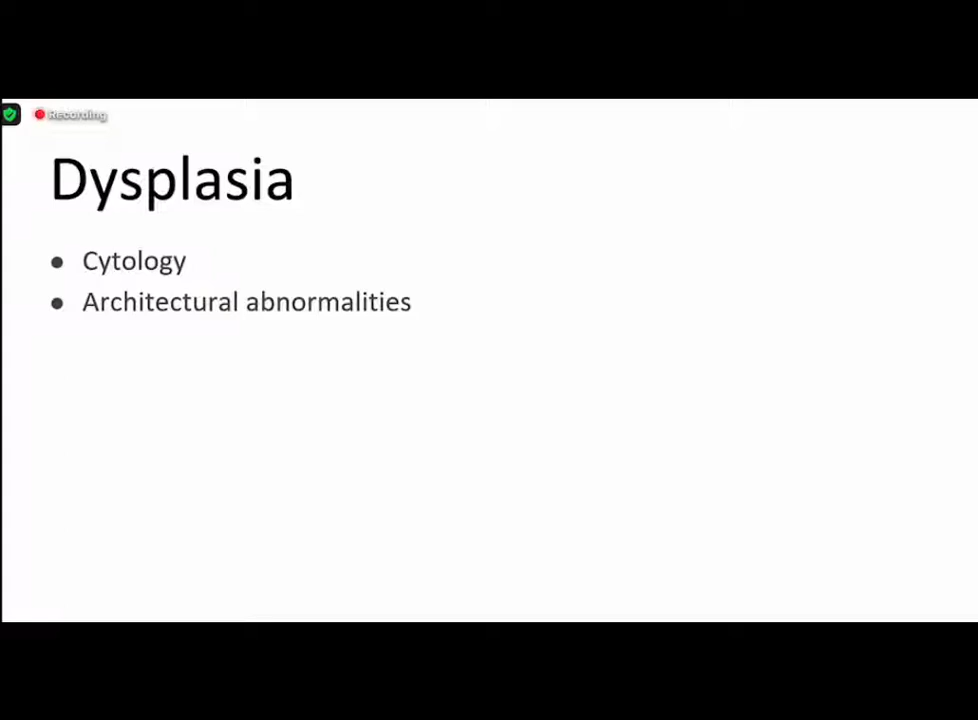 Recording
Dysplasia
● Cytology
● Architectural abnormalities